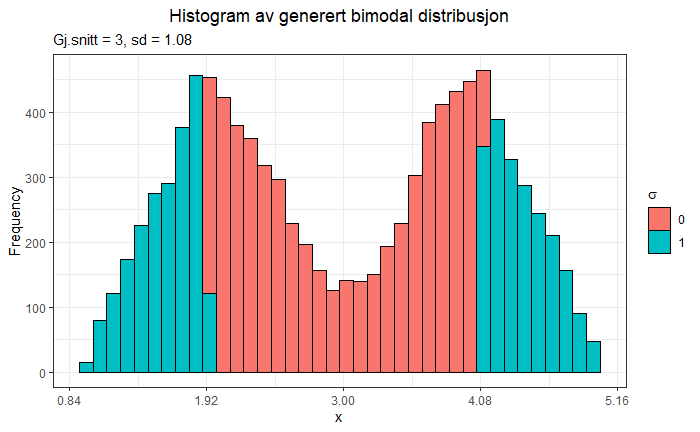 Histogram av generert bimodal distribusjon
Gj.snitt = 3, sd = 1.08
Frequency
400
300
200
100
0
0.84 1.92 3.00 4.08 5.16
x
σ
0
1